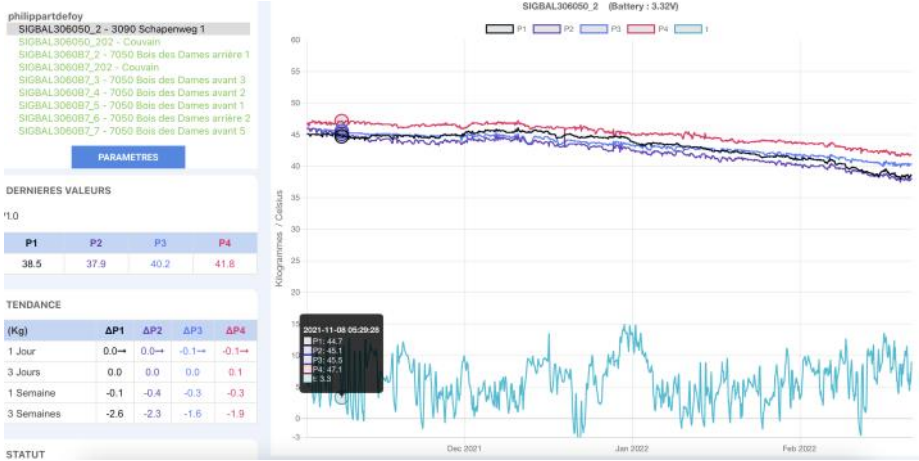 philippartdefoy
SIGBAL306050_2 - 3090 Schapenweg 1
SIGBAL306050_202 - Couvain
SIGBAL3060B7_2 - 7050 Bois des Dames arrière 1
SIGBAL3060B7_202 - Couvain
SIGBAL3060B7_3 - 7050 Bois des Dames avant 3
SIGBAL3060B7_4 - 7050 Bois des Dames avant 2
SIGBAL3060B7_5 - 7050 Bois des Dames avant 1
SIGBAL3060B7_6 - 7050 Bois des Dames arrière 2
SIGBAL3060B7_7 - 7050 Bois des Dames avant 5
PARAMETRES
DERNIERES VALEURS
P1 P2 P3 P4
38.5 37.9 40.2 41.8
TENDANCE
(Kg) ΔP1 ΔP2 ΔP3 ΔP4
1 Jour 0.0→ 0.0→ -0.1→ -0.1→
3 Jours 0.0 0.0 0.0 0.1
1 Semaine -0.1 -0.4 -0.3 -0.3
3 Semaines -2.6 -2.3 -1.6 -1.9
STATUT
SIGBAL306050_2 (Battery : 3.32V)
P1 P2 P3 P4 t
Kilogrammes / Celsius
60
55
50
45
40
35
30
25
20
15
10
5
0
-3
2021-11-08 05:29:28
P1: 44.7
P2: 45.1
P3: 45.5
P4: 47.1
t: 3.3
Dec 2021 Jan 2022 Feb 2022